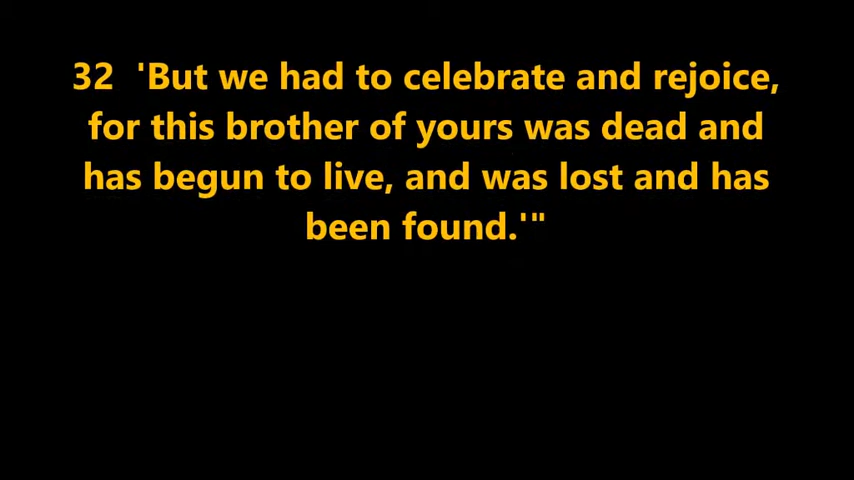 32  'But we had to celebrate and rejoice,
for this brother of yours was dead and
has begun to live, and was lost and has
been found.'"